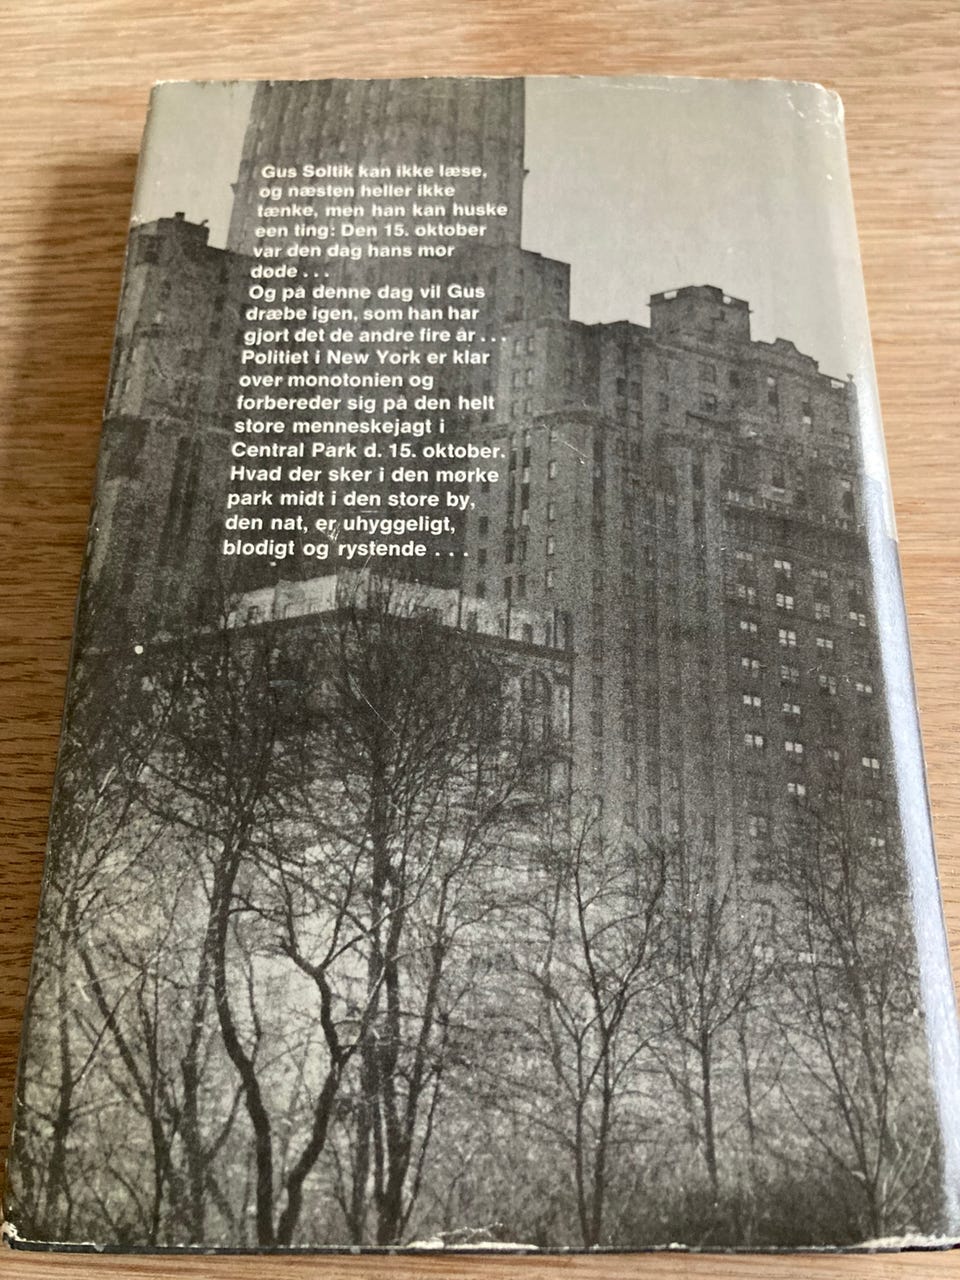 Gus Soltik kan ikke læse,
og næsten heller ikke
tænke, men han kan huske
een ting: Den 15. oktober
var den dag hans mor
døde . . .
Og på denne dag vil Gus
dræbe igen, som han har
gjort det de andre fire år . . .
Politiet i New York er klar
over monotonien og
forbereder sig på den helt
store menneskejagt i
Central Park d. 15. oktober.
Hvad der sker i den mørke
park midt i den store by,
den nat, er uhyggeligt,
blodigt og rystende . . .